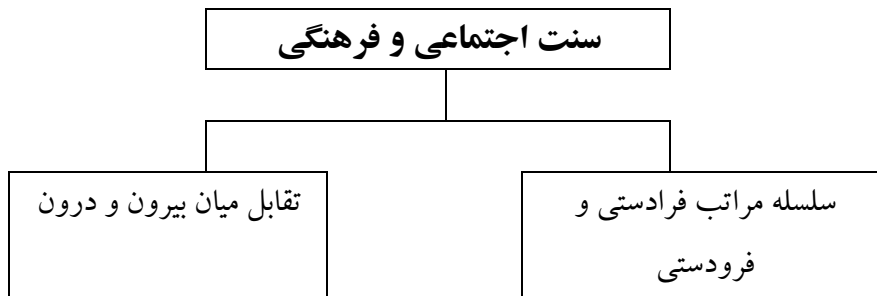 سنت اجتماعی و فرهنگی
سلسله مراتب فرادستی و
فرودستی
تقابل میان بیرون و درون